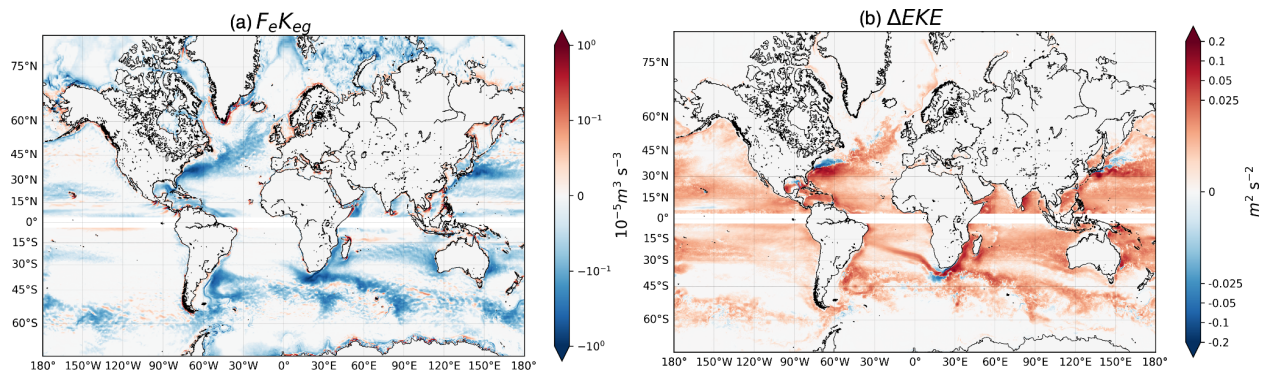 (a) FₑKₑg
75°N
60°N
45°N
30°N
15°N
0°
15°S
30°S
45°S
60°S
180° 150°W 120°W 90°W 60°W 30°W 0° 30°E 60°E 90°E 120°E 150°E 180°
10⁰
10⁻¹
0
−10⁻¹
−10⁰
10⁻⁵m³ s⁻³
(b) ΔEKE
75°N
60°N
45°N
30°N
15°N
0°
15°S
30°S
45°S
60°S
180° 150°W 120°W 90°W 60°W 30°W 0° 30°E 60°E 90°E 120°E 150°E 180°
0.2
0.1
0.05
0.025
0
-0.025
-0.05
-0.1
-0.2
m² s⁻²